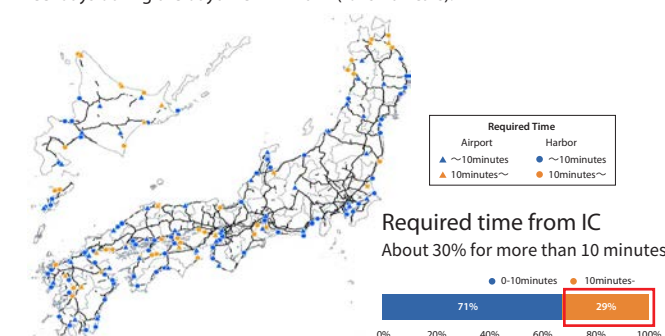 Required Time
Airport Harbor
～10minutes ～10minutes
10minutes～ 10minutes～
Required time from IC
About 30% for more than 10 minutes
0-10minutes 10minutes-
71% 29%
0% 20% 40% 60% 80% 100%